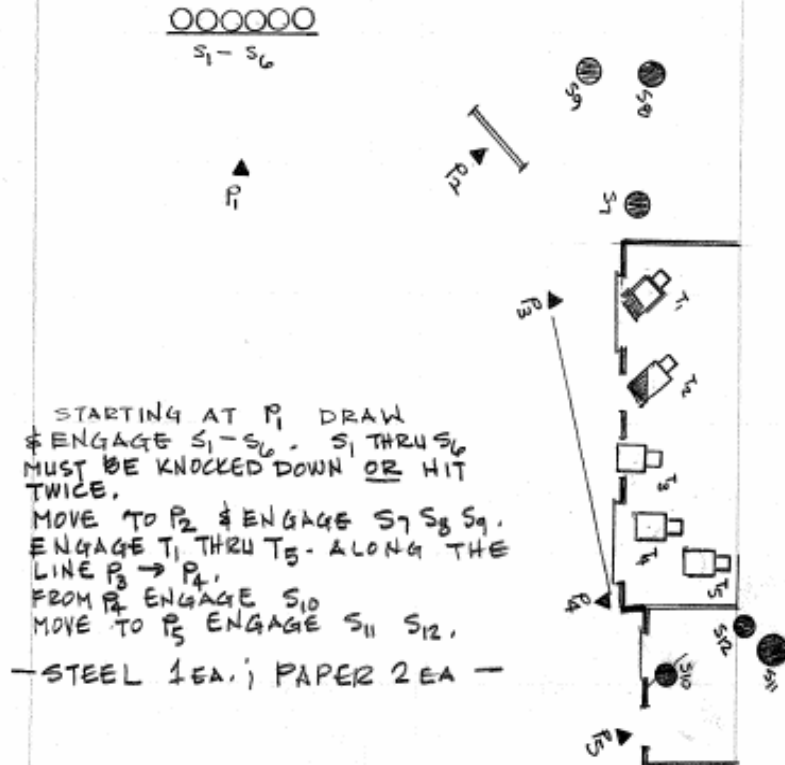 S1 - S6
S9
S8
P2
P1
S7
T1
P3
T2
STARTING AT P1 DRAW
& ENGAGE S1-S6. S1 THRU S6
MUST BE KNOCKED DOWN OR HIT
TWICE.
T3
MOVE TO P2 & ENGAGE S7 S8 S9.
ENGAGE T1 THRU T5. ALONG THE
LINE P3 → P4.
T4
T5
FROM P4 ENGAGE S10
P4
MOVE TO P5 ENGAGE S11 S12.
S12
S11
- STEEL 1 EA.; PAPER 2 EA -
S10
P5